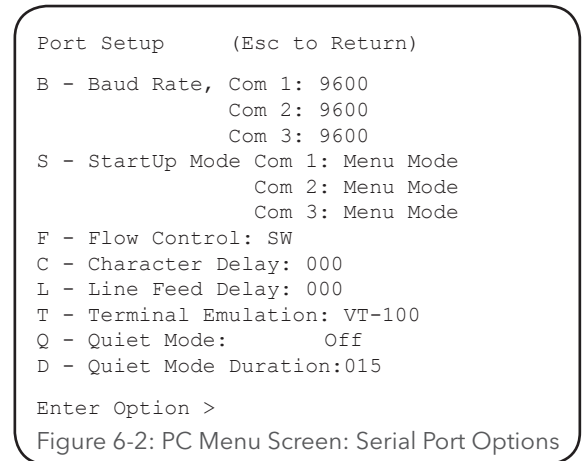 Port Setup (Esc to Return)
B - Baud Rate, Com 1: 9600
Com 2: 9600
Com 3: 9600
S - StartUp Mode Com 1: Menu Mode
Com 2: Menu Mode
Com 3: Menu Mode
F - Flow Control: SW
C - Character Delay: 000
L - Line Feed Delay: 000
T - Terminal Emulation: VT-100
Q - Quiet Mode: Off
D - Quiet Mode Duration:015
Enter Option >
Figure 6-2: PC Menu Screen: Serial Port Options